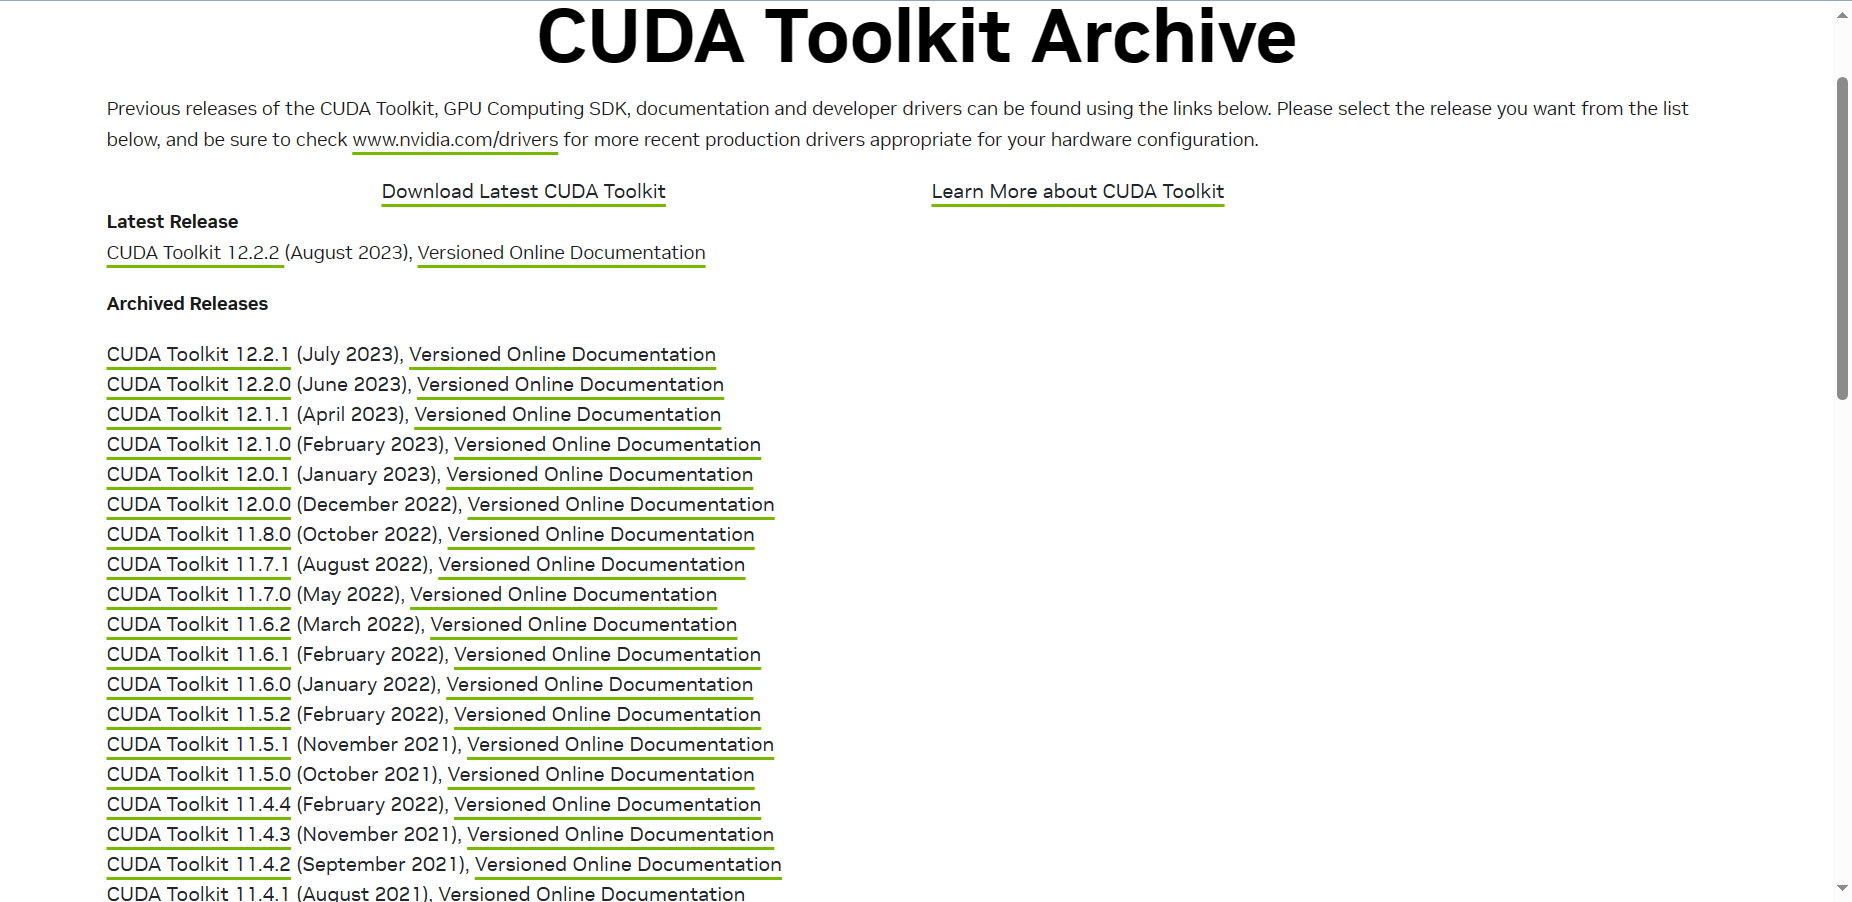 CUDA Toolkit Archive
Previous releases of the CUDA Toolkit, GPU Computing SDK, documentation and developer drivers can be found using the links below. Please select the release you want from the list
below, and be sure to check www.nvidia.com/drivers for more recent production drivers appropriate for your hardware configuration.
Download Latest CUDA Toolkit Learn More about CUDA Toolkit
Latest Release
CUDA Toolkit 12.2.2 (August 2023), Versioned Online Documentation
Archived Releases
CUDA Toolkit 12.2.1 (July 2023), Versioned Online Documentation
CUDA Toolkit 12.2.0 (June 2023), Versioned Online Documentation
CUDA Toolkit 12.1.1 (April 2023), Versioned Online Documentation
CUDA Toolkit 12.1.0 (February 2023), Versioned Online Documentation
CUDA Toolkit 12.0.1 (January 2023), Versioned Online Documentation
CUDA Toolkit 12.0.0 (December 2022), Versioned Online Documentation
CUDA Toolkit 11.8.0 (October 2022), Versioned Online Documentation
CUDA Toolkit 11.7.1 (August 2022), Versioned Online Documentation
CUDA Toolkit 11.7.0 (May 2022), Versioned Online Documentation
CUDA Toolkit 11.6.2 (March 2022), Versioned Online Documentation
CUDA Toolkit 11.6.1 (February 2022), Versioned Online Documentation
CUDA Toolkit 11.6.0 (January 2022), Versioned Online Documentation
CUDA Toolkit 11.5.2 (February 2022), Versioned Online Documentation
CUDA Toolkit 11.5.1 (November 2021), Versioned Online Documentation
CUDA Toolkit 11.5.0 (October 2021), Versioned Online Documentation
CUDA Toolkit 11.4.4 (February 2022), Versioned Online Documentation
CUDA Toolkit 11.4.3 (November 2021), Versioned Online Documentation
CUDA Toolkit 11.4.2 (September 2021), Versioned Online Documentation
CUDA Toolkit 11.4.1 (August 2021), Versioned Online Documentation